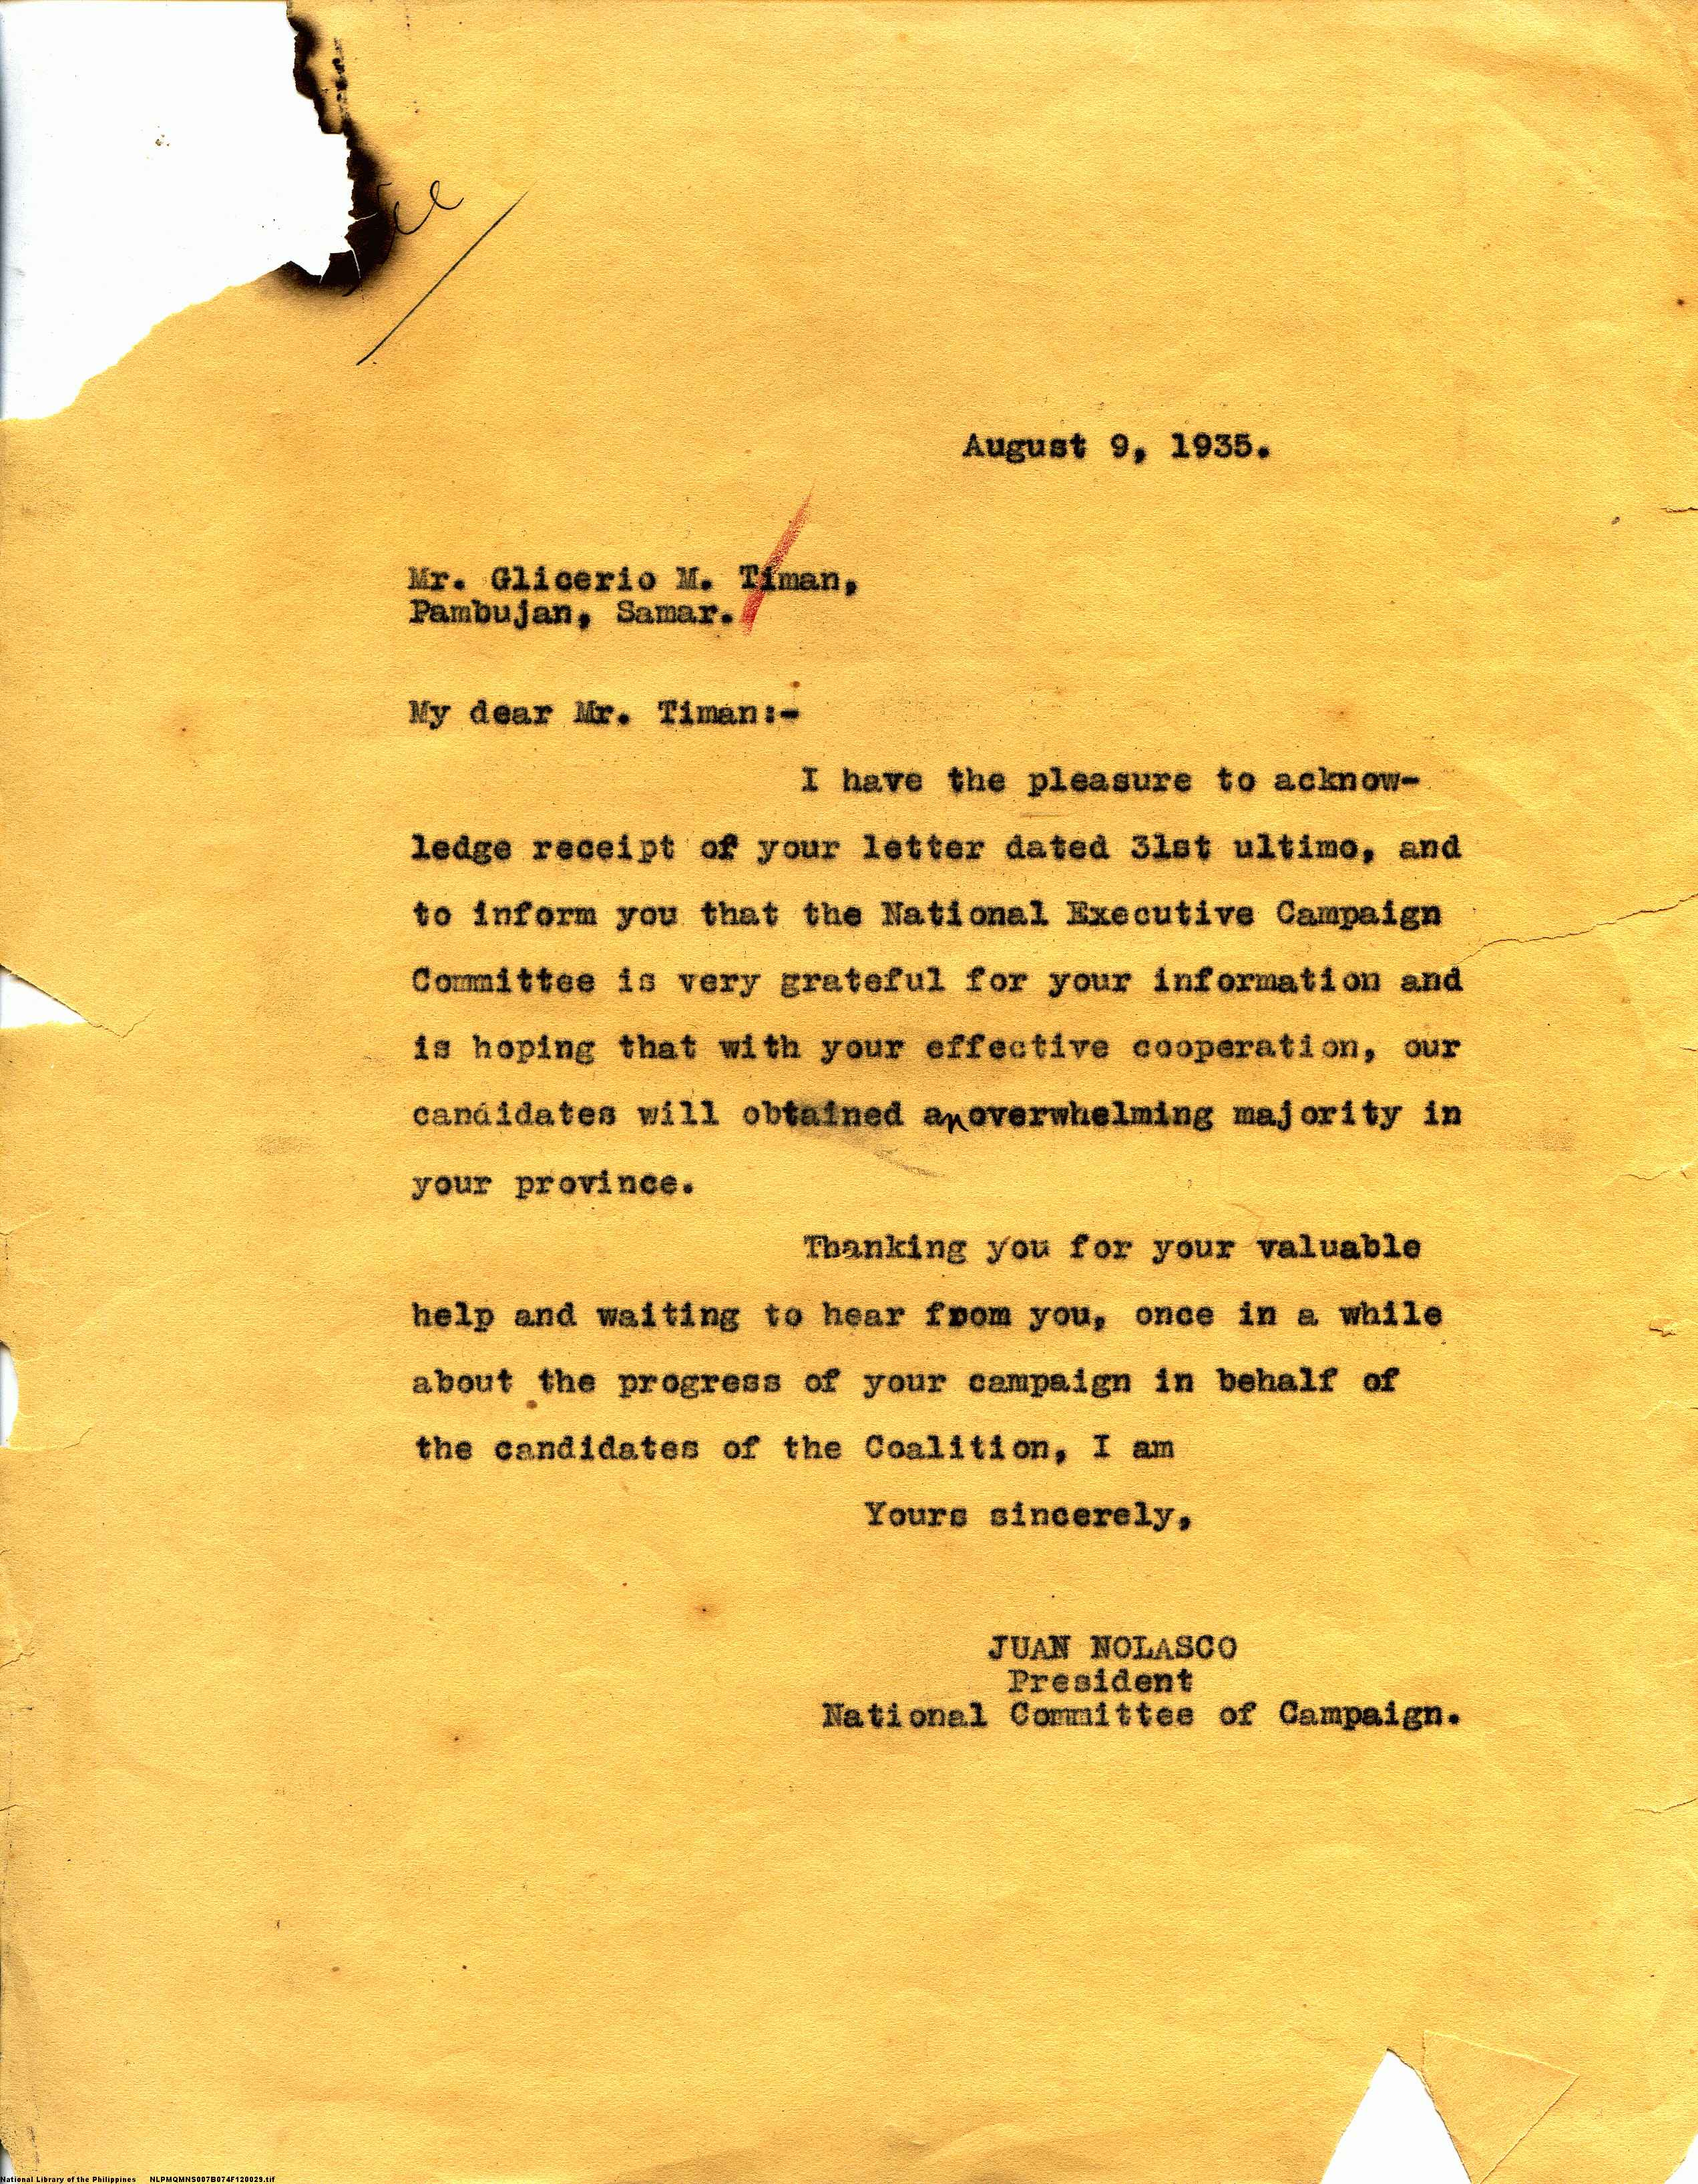 August 9, 1935.
Mr. Glicerio M. Timan,
Pambujan, Samar.
My dear Mr. Timan:-
I have the pleasure to acknow-
ledge receipt of your letter dated 31st ultimo, and
to inform you that the National Executive Campaign
Committee is very grateful for your information and
is hoping that with your effective cooperation, our
candidates will obtained an overwhelming majority in
your province.
Thanking you for your valuable
help and waiting to hear from you, once in a while
about the progress of your campaign in behalf of
the candidates of the Coalition, I am
Yours sincerely,
JUAN NOLASCO
President
National Committee of Campaign.
National Library of the Philippines NLPMQMNS007B074F120029.tif